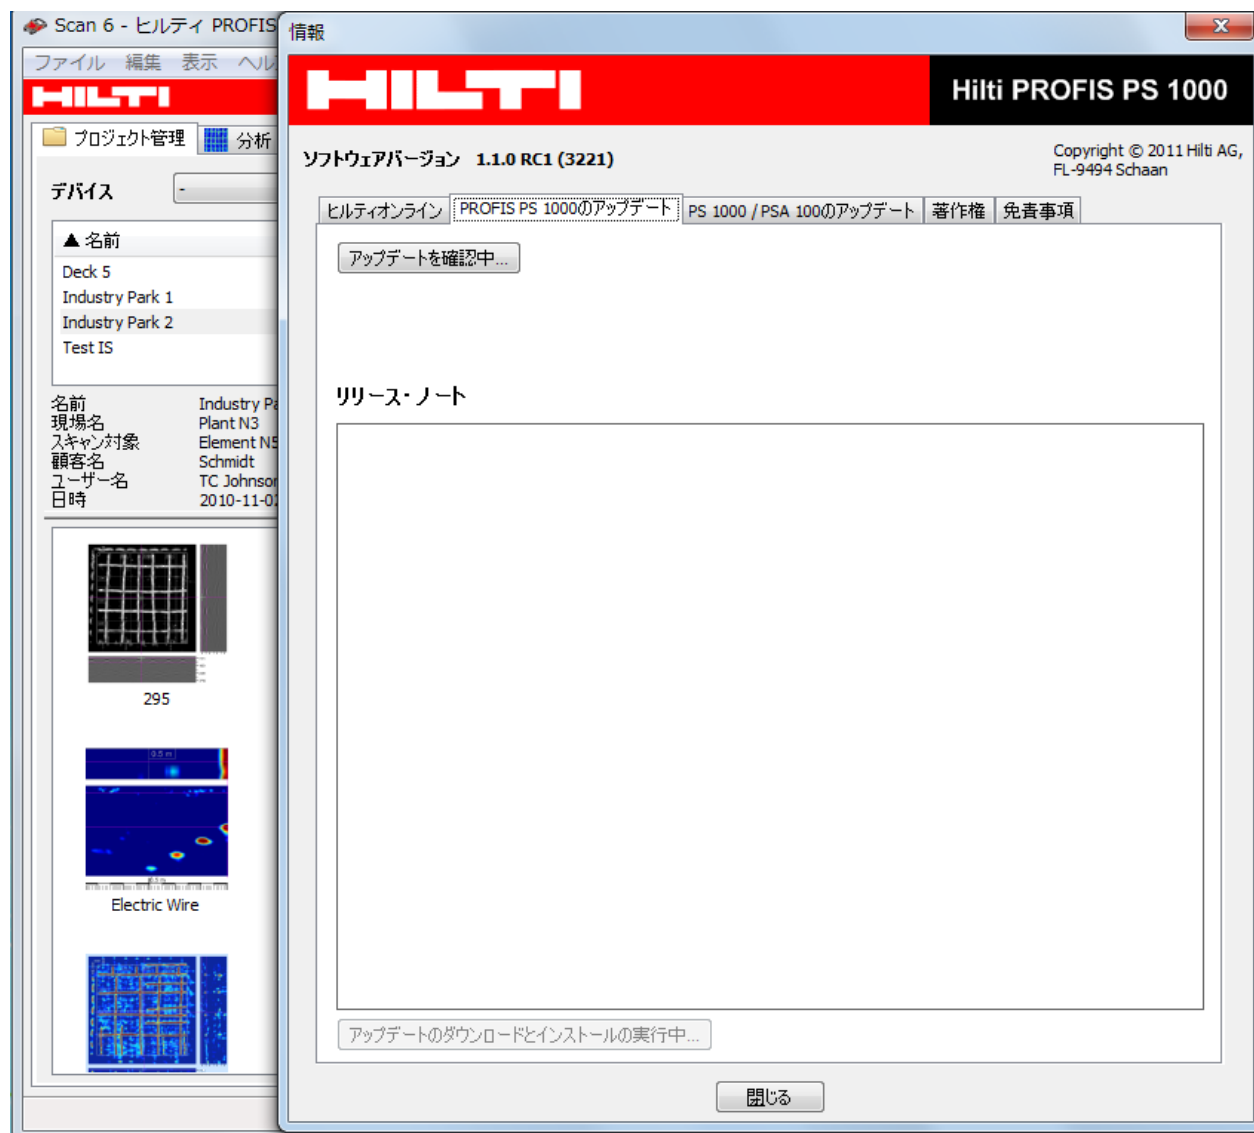 Scan 6 - ヒルティ PROFIS
ファイル 編集 表示 ヘル
HILTI
プロジェクト管理 分析
デバイス -
▲ 名前
Deck 5
Industry Park 1
Industry Park 2
Test IS
名前 Industry Pa
現場名 Plant N3
スキャン対象 Element N5
顧客名 Schmidt
ユーザー名 TC Johnson
日時 2010-11-02
295
0.5 m
Electric Wire
情報
HILTI
Hilti PROFIS PS 1000
ソフトウェアバージョン 1.1.0 RC1 (3221)
Copyright © 2011 Hilti AG,
FL-9494 Schaan
ヒルティオンライン PROFIS PS 1000のアップデート PS 1000 / PSA 100のアップデート 著作権 免責事項
アップデートを確認中...
リリース・ノート
アップデートのダウンロードとインストールの実行中...
閉じる